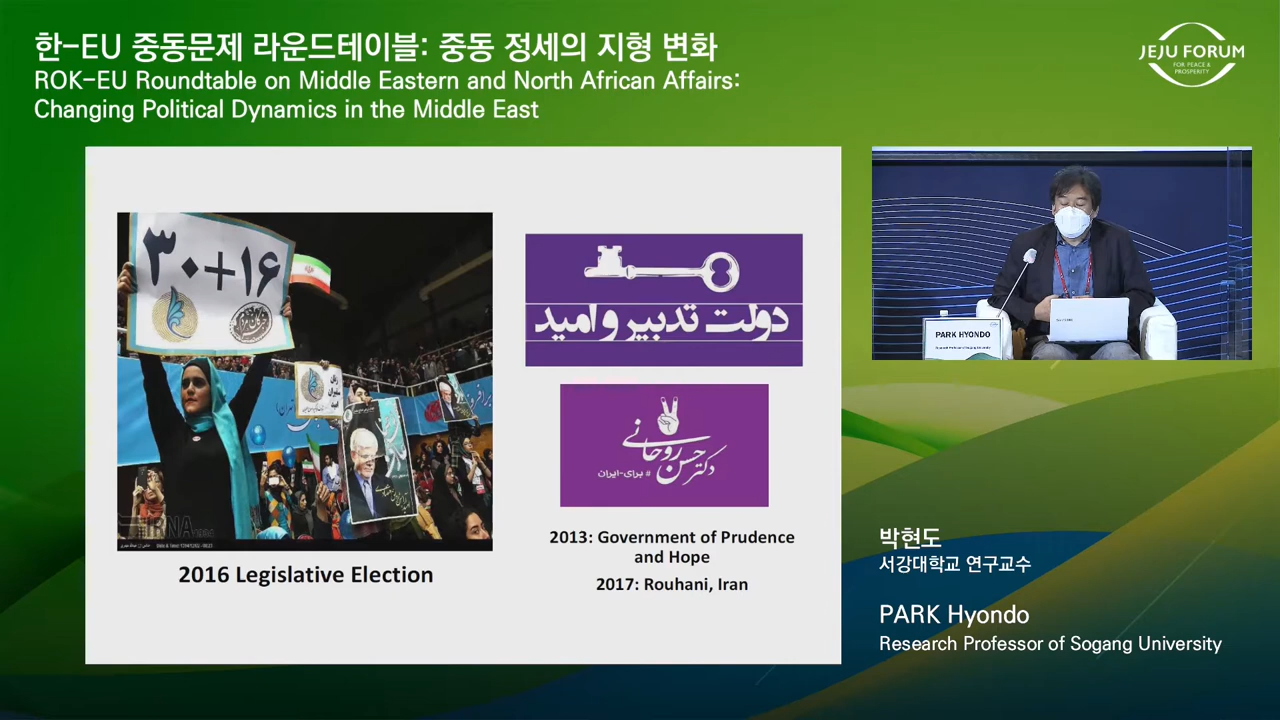 한-EU 중동문제 라운드테이블: 중동 정세의 지형 변화
ROK-EU Roundtable on Middle Eastern and North African Affairs:
Changing Political Dynamics in the Middle East
JEJU FORUM
FOR PEACE &
PROSPERITY
۳۰+۱۶
IRNA
دولت تدبیر و امید
دکتر حسن روحانی
# برای-ایران
2016 Legislative Election
2013: Government of Prudence
and Hope
2017: Rouhani, Iran
PARK HYONDO
박현도
서강대학교 연구교수
PARK Hyondo
Research Professor of Sogang University